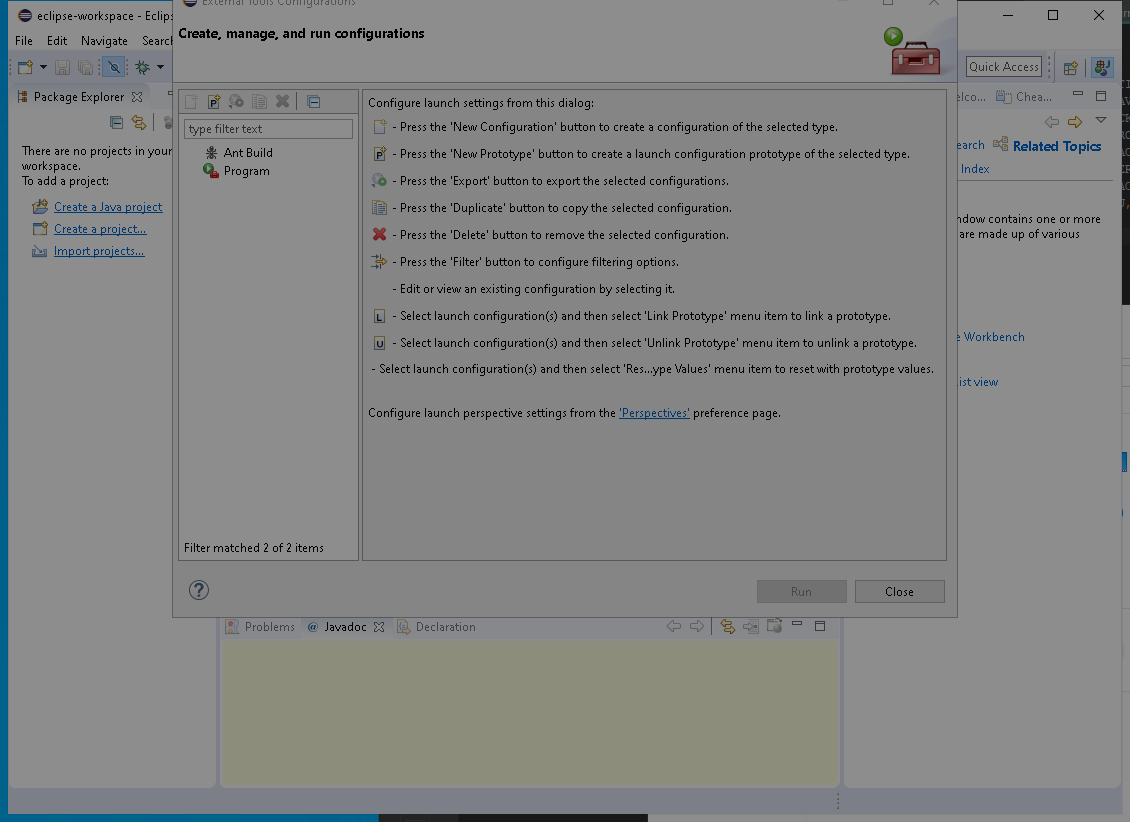 eclipse-workspace - Eclips
External Tools Configurations
File Edit Navigate Search
Create, manage, and run configurations
Quick Access
Package Explorer
There are no projects in your
workspace.
To add a project:
Create a Java project
Create a project...
Import projects...
type filter text
Ant Build
Program
Filter matched 2 of 2 items
Configure launch settings from this dialog:
- Press the 'New Configuration' button to create a configuration of the selected type.
P - Press the 'New Prototype' button to create a launch configuration prototype of the selected type.
- Press the 'Export' button to export the selected configurations.
- Press the 'Duplicate' button to copy the selected configuration.
- Press the 'Delete' button to remove the selected configuration.
- Press the 'Filter' button to configure filtering options.
- Edit or view an existing configuration by selecting it.
L - Select launch configuration(s) and then select 'Link Prototype' menu item to link a prototype.
U - Select launch configuration(s) and then select 'Unlink Prototype' menu item to unlink a prototype.
- Select launch configuration(s) and then select 'Res...ype Values' menu item to reset with prototype values.
Configure launch perspective settings from the 'Perspectives' preference page.
Run Close
elco... Chea...
earch Related Topics
Index
ndow contains one or more
are made up of various
e Workbench
ist view
Problems @ Javadoc Declaration